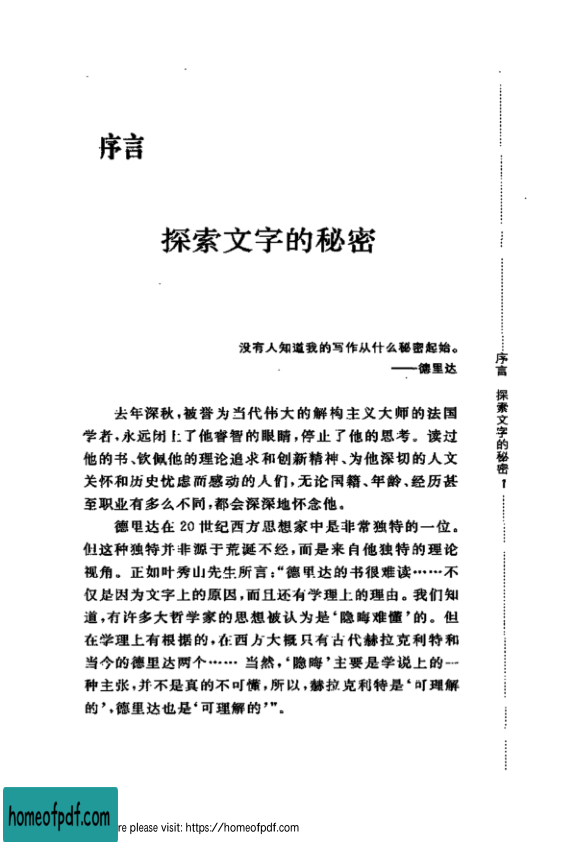 序言
探索文字的秘密
没有人知道我的写作从什么秘密起始。
——德里达
去年深秋,被誉为当代伟大的解构主义大师的法国
学者,永远闭上了他睿智的眼睛,停止了他的思考。读过
他的书、钦佩他的理论追求和创新精神、为他深切的人文
关怀和历史忧虑而感动的人们,无论国籍、年龄、经历甚
至职业有多么不同,都会深深地怀念他。
德里达在 20 世纪西方思想家中是非常独特的一位。
但这种独特并非源于荒诞不经,而是来自他独特的理论
视角。正如叶秀山先生所言:“德里达的书很难读……不
仅是因为文字上的原因,而且还有学理上的理由。我们知
道,有许多大哲学家的思想被认为是‘隐晦难懂’的。但
在学理上有根据的,在西方大概只有古代赫拉克利特和
当今的德里达两个…… 当然,‘隐晦’主要是学说上的一
种主张,并不是真的不可懂,所以,赫拉克利特是‘可理解
的’,德里达也是‘可理解的’”。
序言 探索文字的秘密 1
homeofpdf.com
re please visit: https://homeofpdf.com